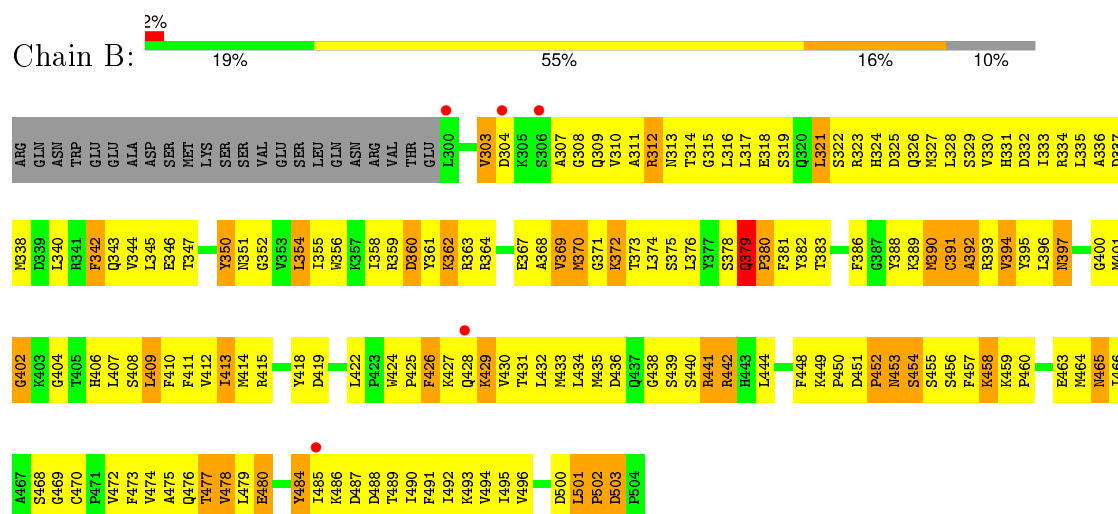 2%
Chain B:
19% 55% 16% 10%
ARG GLN ASN TRP GLU GLU ALA ASP SER MET LYS SER SER VAL GLU SER LEU GLN ASN ARG VAL THR GLU L300 V303 D304 K305 S306 A307 G308 Q309 V310 A311 R312 N313 T314 G315 L316 L317 E318 S319 Q320 L321 S322 R323 H324 D325 Q326 M327 L328 S329 V330 H331 D332 I333 R334 L335 A336 D337
M338 D339 L340 R341 F342 Q343 V344 L345 E346 T347 Y350 N351 G352 V353 L354 I355 W356 K357 I358 R359 D360 Y361 K362 R363 R364 E367 A368 V369 M370 G371 K372 T373 L374 S375 L376 Y377 S378 Q379 P380 F381 Y382 T383 F386 G387 Y388 K389 M390 C391 A392 R393 V394 Y395 L396 N397 G400 M401
G402 K403 G404 T405 H406 L407 S408 L409 F410 F411 V412 I413 M414 R415 Y418 D419 L422 P423 W424 P425 F426 K427 Q428 K429 V430 T431 L432 M433 L434 M435 D436 Q437 G438 S439 S440 R441 R442 H443 L444 F448 K449 P450 D451 P452 N453 S454 S455 S456 F457 K458 K459 P460 E463 M464 N465 I466
A467 S468 G469 C470 P471 V472 F473 V474 A475 Q476 T477 V478 L479 E480 Y484 I485 K486 D487 D488 T489 I490 F491 I492 K493 V494 I495 V496 D500 L501 P502 D503 P504